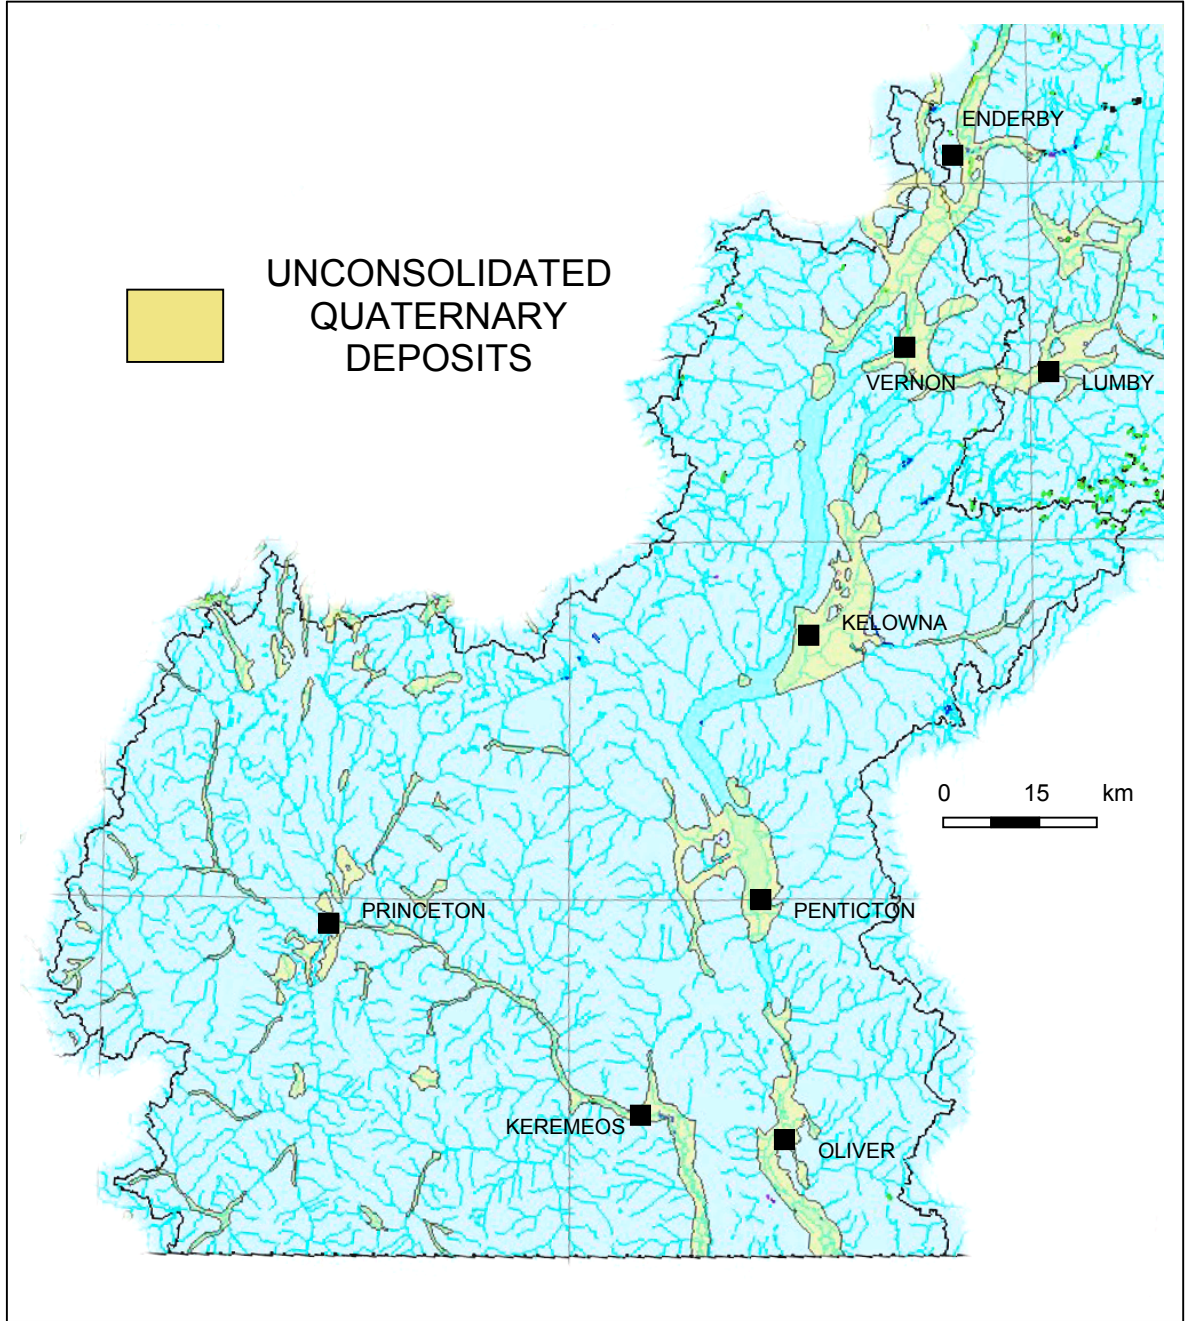 ENDERBY
UNCONSOLIDATED
QUATERNARY
DEPOSITS
VERNON
LUMBY
KELOWNA
0 15 km
PRINCETON
PENTICTON
KEREMEOS
OLIVER